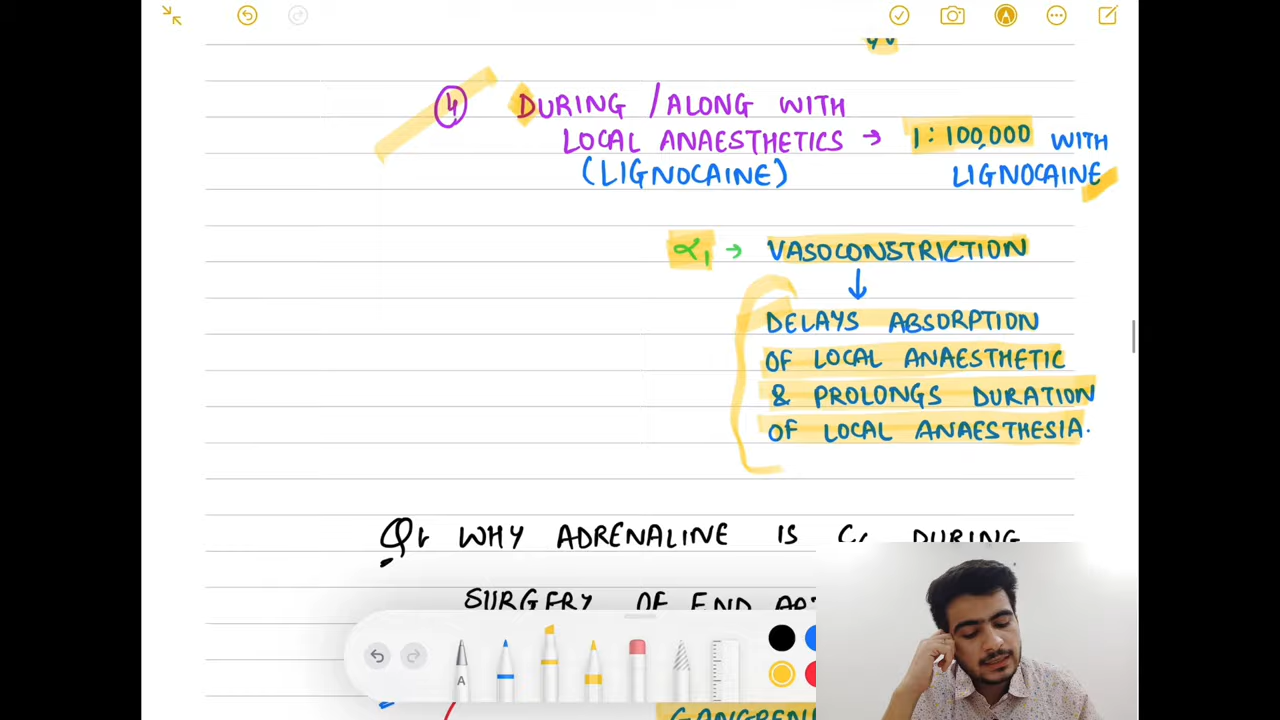 4 DURING / ALONG WITH
LOCAL ANAESTHETICS → 1:100,000 WITH
(LIGNOCAINE) LIGNOCAINE
α1 → VASOCONSTRICTION
↓
DELAYS ABSORPTION
OF LOCAL ANAESTHETIC
& PROLONGS DURATION
OF LOCAL ANAESTHESIA.
Q. WHY ADRENALINE IS DURING
SURGERY OF END
A